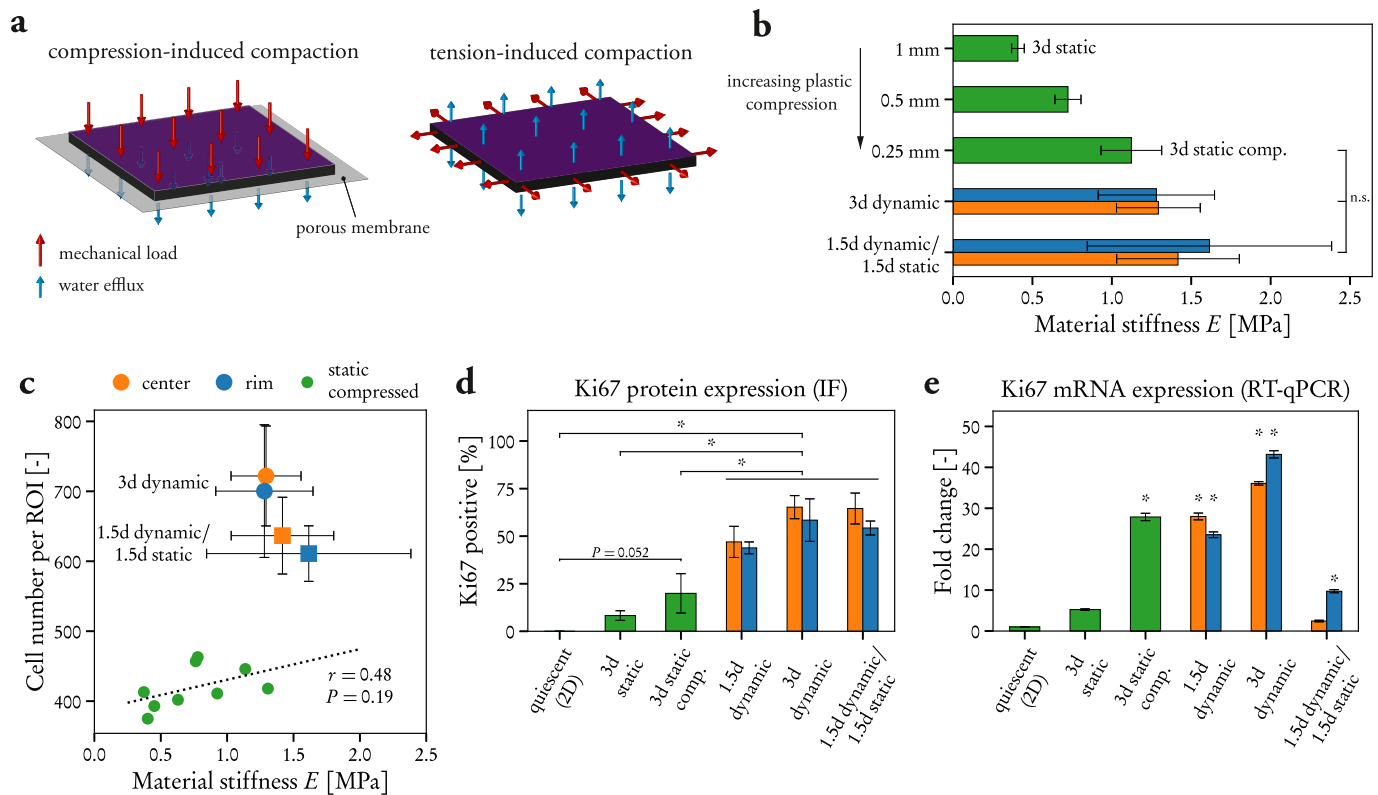 a
compression-induced compaction
tension-induced compaction
porous membrane
mechanical load
water efflux
b
increasing plastic
compression
1 mm
0.5 mm
0.25 mm
3d dynamic
1.5d dynamic/
1.5d static
3d static
3d static comp.
n.s.
0.0 0.5 1.0 1.5 2.0 2.5
Material stiffness E [MPa]
c
center
rim
static
compressed
Cell number per ROI [-]
800
700
600
500
400
3d dynamic
1.5d dynamic/
1.5d static
r = 0.48
P = 0.19
0.0 0.5 1.0 1.5 2.0 2.5
Material stiffness E [MPa]
d
Ki67 protein expression (IF)
Ki67 positive [%]
100
75
50
25
0
*
*
*
P = 0.052
quiescent
(2D)
3d
static
3d static
comp.
1.5d
dynamic
3d
dynamic
1.5d dynamic/
1.5d static
e
Ki67 mRNA expression (RT-qPCR)
Fold change [-]
50
40
30
20
10
0
*
* *
* *
*
quiescent
(2D)
3d
static
3d static
comp.
1.5d
dynamic
3d
dynamic
1.5d dynamic/
1.5d static